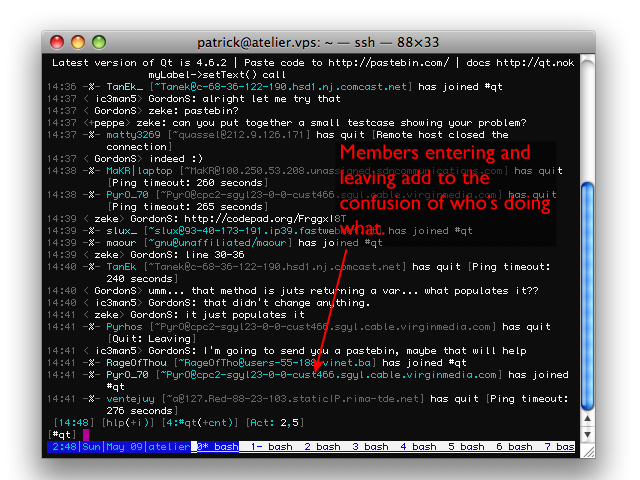 patrick@atelier.vps: ~ — ssh — 88×33
Latest version of Qt is 4.6.2 | Paste code to http://pastebin.com/ | docs http://qt.nok
myLabel->setText() call
14:36 -%- TanEk_ [~Tanek@c-68-36-122-190.hsd1.nj.comcast.net] has joined #qt
14:37 < ic3man5> GordonS: alright let me try that
14:37 < GordonS> zeke: pastebin?
14:37 <+peppe> zeke: can you put together a small testcase showing your problem?
14:37 -%- matty3269 [~quassel@212.9.126.171] has quit [Remote host closed the
connection]
14:37 < GordonS> indeed :)
14:38 -%- MaKR|laptop [~MaKR@100.250.53.208.unassigned.sdncommunications.com] has quit
[Ping timeout: 260 seconds]
14:38 -%- PyrO_70 [~PyrO@cpc2-sgyl23-0-0-cust466.sgyl.cable.virginmedia.com] has quit
[Ping timeout: 265 seconds]
14:39 < zeke> GordonS: http://codepad.org/FrggxI8T
14:39 -%- slux_ [~slux@93-40-173-191.ip39.fastweb] has joined #qt
14:39 -%- maour [~gnu@unaffiliated/maour] has joined #qt
14:39 < zeke> GordonS: line 30-36
14:40 -%- TanEk [~Tanek@c-68-36-122-190.hsd1.nj.comcast.net] has quit [Ping timeout:
240 seconds]
14:40 < GordonS> umm... that method is juts returning a var... what populates it??
14:40 < ic3man5> GordonS: that didn't change anything.
14:41 < zeke> it just populates it
14:41 -%- Pyrhos [~PyrO@cpc2-sgyl23-0-0-cust466.sgyl.cable.virginmedia.com] has quit
[Quit: Leaving]
14:41 < ic3man5> GordonS: I'm going to send you a pastebin, maybe that will help
14:41 -%- RageOfThou [~RageOfTho@users-55-188.vinet.ba] has joined #qt
14:41 -%- PyrO_70 [~PyrO@cpc2-sgyl23-0-0-cust466.sgyl.cable.virginmedia.com] has joined
#qt
14:41 -%- ventejuy [~a@127.Red-88-23-103.staticIP.rima-tde.net] has quit [Ping timeout:
276 seconds]
[14:48] [hlp(+i)] [4:#qt(+cnt)] [Act: 2,5]
[#qt]
2:48|Sun|May 09|atelier 0* bash 1- bash 2 bash 3 bash 4 bash 5 bash 6 bash 7 bas
Members entering and
leaving add to the
confusion of who's doing
what.